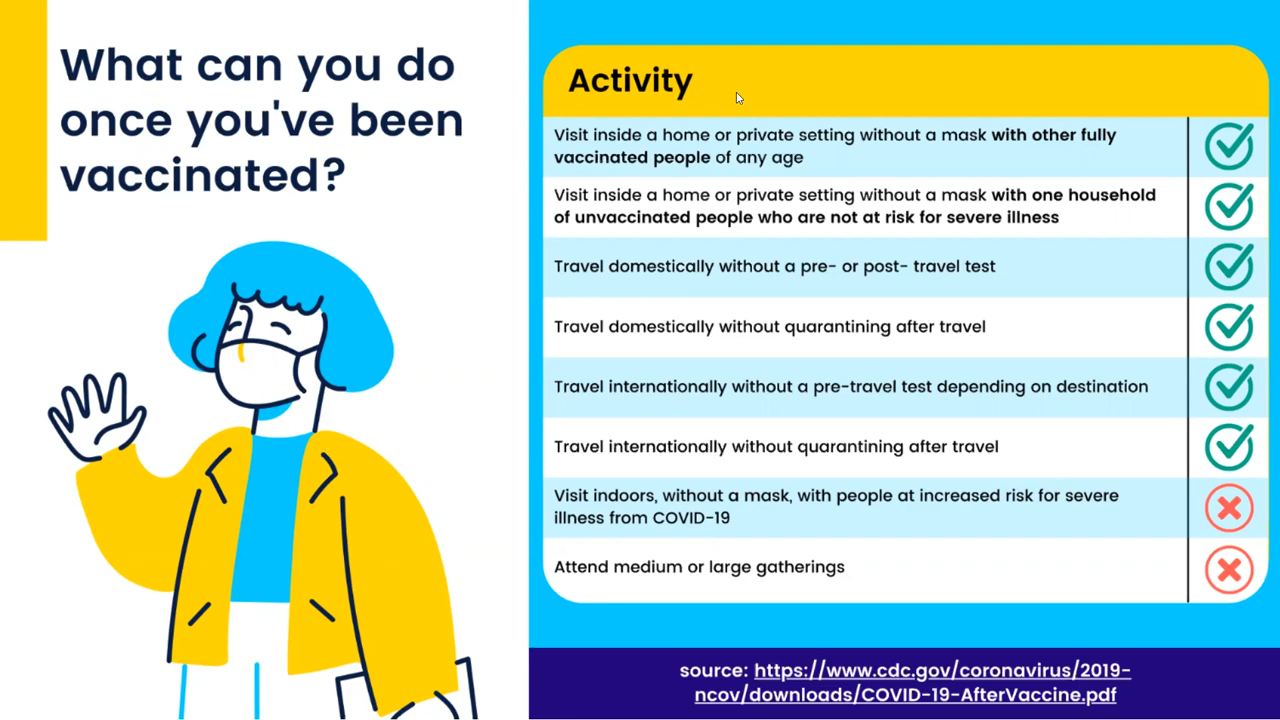 What can you do
once you've been
vaccinated?
Activity
Visit inside a home or private setting without a mask with other fully
vaccinated people of any age
Visit inside a home or private setting without a mask with one household
of unvaccinated people who are not at risk for severe illness
Travel domestically without a pre- or post- travel test
Travel domestically without quarantining after travel
Travel internationally without a pre-travel test depending on destination
Travel internationally without quarantining after travel
Visit indoors, without a mask, with people at increased risk for severe
illness from COVID-19
Attend medium or large gatherings
source: https://www.cdc.gov/coronavirus/2019-
ncov/downloads/COVID-19-AfterVaccine.pdf